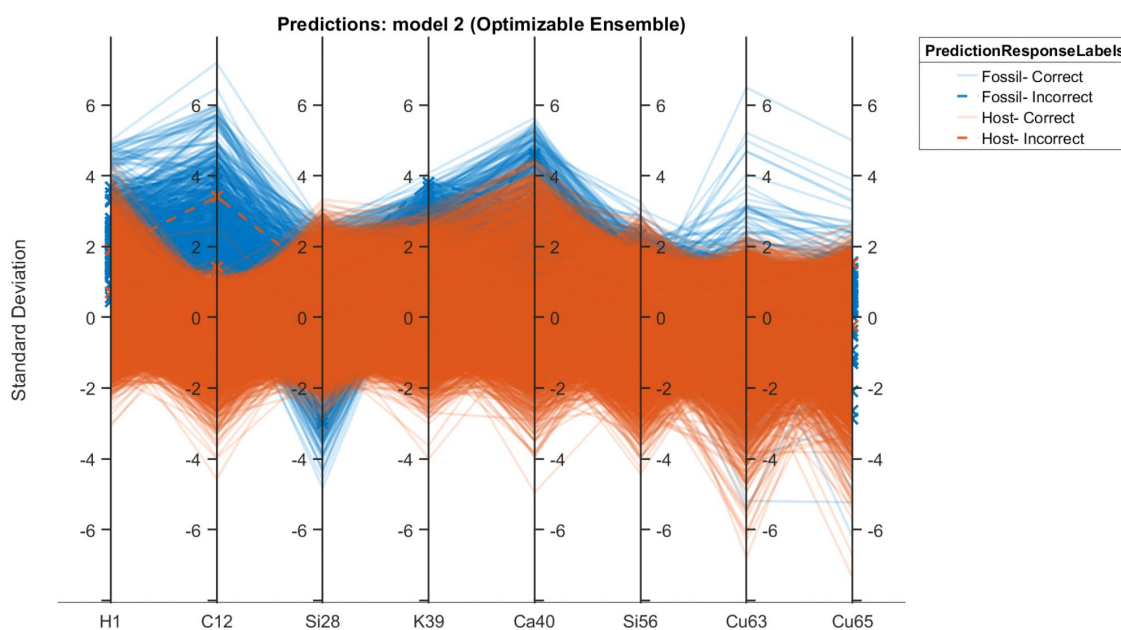 Predictions: model 2 (Optimizable Ensemble)
PredictionResponseLabels
Fossil- Correct
Fossil- Incorrect
Host- Correct
Host- Incorrect
Standard Deviation
6 6 6 6 6 6 6 6
4 4 4 4 4 4 4 4
2 2 2 2 2 2 2 2
0 0 0 0 0 0 0 0
-2 -2 -2 -2 -2 -2 -2 -2
-4 -4 -4 -4 -4 -4 -4 -4
-6 -6 -6 -6 -6 -6 -6 -6
H1 C12 Si28 K39 Ca40 Si56 Cu63 Cu65